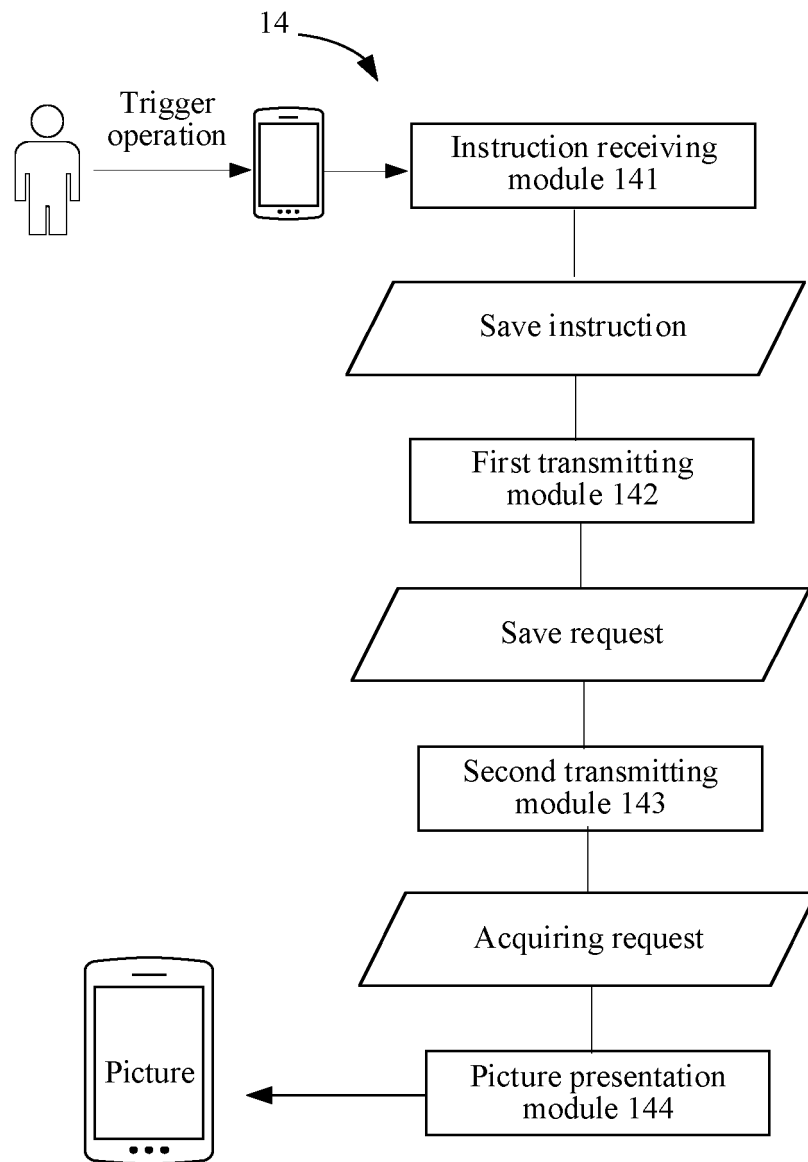 14
Trigger
operation
Instruction receiving
module 141
Save instruction
First transmitting
module 142
Save request
Second transmitting
module 143
Acquiring request
Picture
Picture presentation
module 144